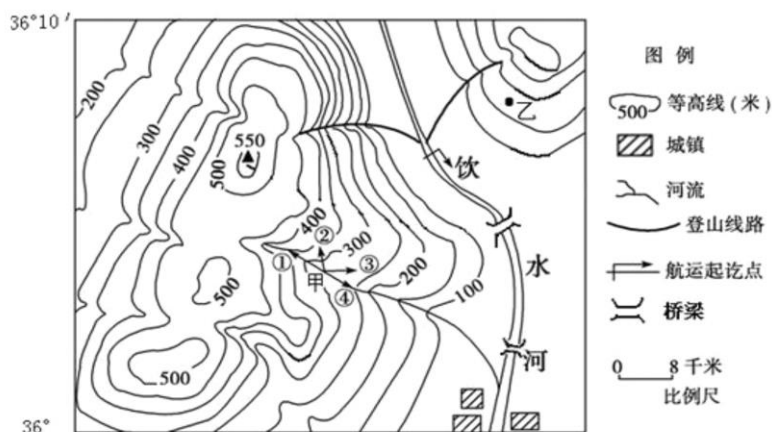 36°10′
200
300
400
500
550
500
500
400
300
200
100
①
②
③
④
甲
乙
饮
水
河
36°
图 例
500 等高线(米)
城镇
河流
登山线路
航运起讫点
桥梁
0 8千米
比例尺